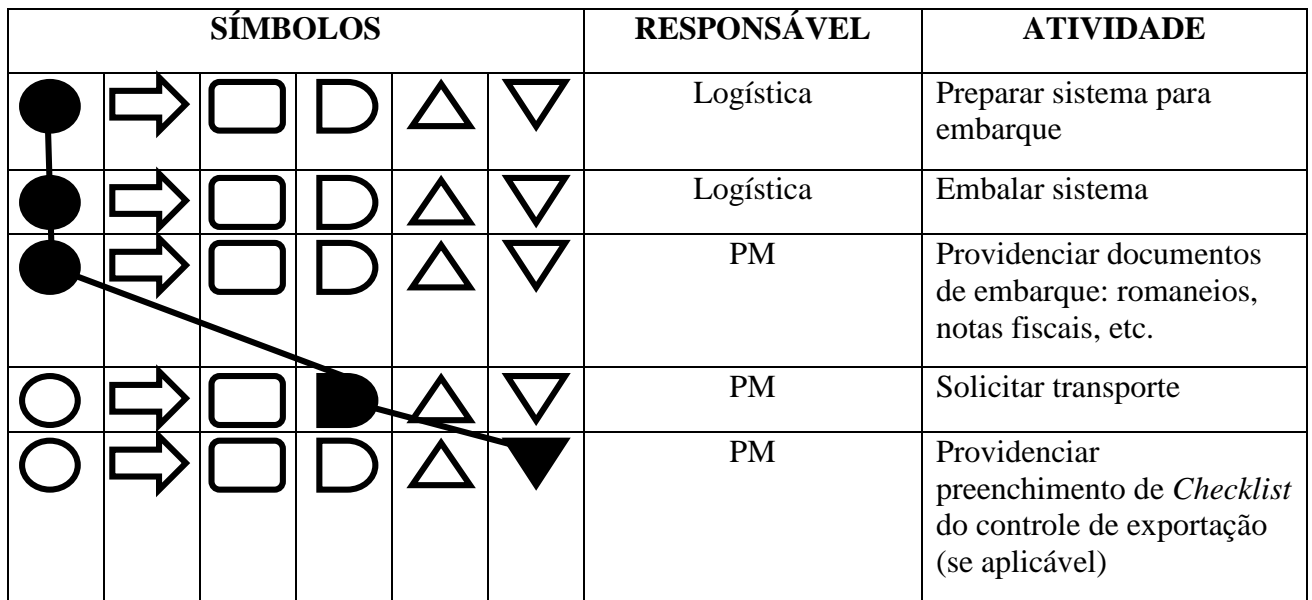 SÍMBOLOS RESPONSÁVEL ATIVIDADE
Logística Preparar sistema para
embarque
Logística Embalar sistema
PM Providenciar documentos
de embarque: romaneios,
notas fiscais, etc.
PM Solicitar transporte
PM Providenciar
preenchimento de Checklist
do controle de exportação
(se aplicável)